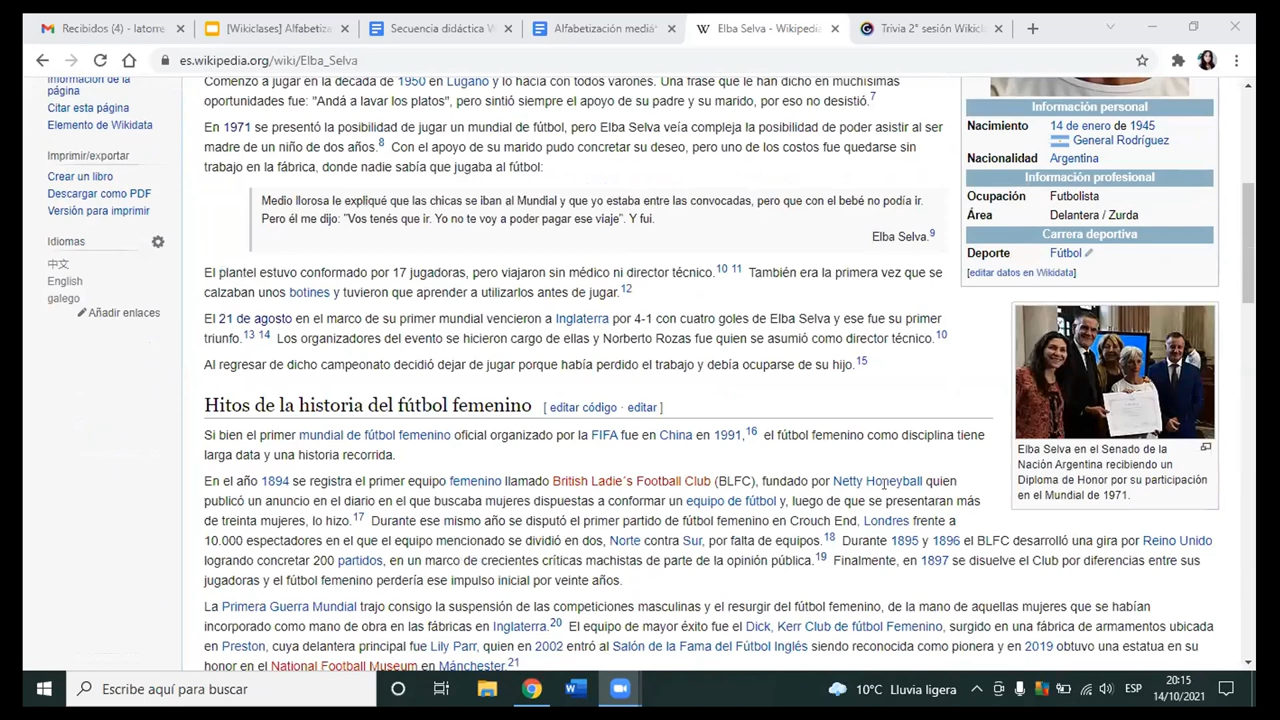 Recibidos (4) - latorre
[Wikiclases] Alfabetiza
Secuencia didáctica W
Alfabetización mediát
Elba Selva - Wikipedia
Trivia 2° sesión Wikicla
es.wikipedia.org/wiki/Elba_Selva
Información de la
página
Citar esta página
Elemento de Wikidata
Imprimir/exportar
Crear un libro
Descargar como PDF
Versión para imprimir
Idiomas
中文
English
galego
Añadir enlaces
Comenzó a jugar en la década de 1950 en Lugano y lo hacía con todos varones. Una frase que le han dicho en muchísimas
oportunidades fue: "Andá a lavar los platos", pero sintió siempre el apoyo de su padre y su marido, por eso no desistió.7
En 1971 se presentó la posibilidad de jugar un mundial de fútbol, pero Elba Selva veía compleja la posibilidad de poder asistir al ser
madre de un niño de dos años.8 Con el apoyo de su marido pudo concretar su deseo, pero uno de los costos fue quedarse sin
trabajo en la fábrica, donde nadie sabía que jugaba al fútbol:
Medio llorosa le expliqué que las chicas se iban al Mundial y que yo estaba entre las convocadas, pero que con el bebé no podía ir.
Pero él me dijo: "Vos tenés que ir. Yo no te voy a poder pagar ese viaje". Y fui.
Elba Selva.9
El plantel estuvo conformado por 17 jugadoras, pero viajaron sin médico ni director técnico.10 11 También era la primera vez que se
calzaban unos botines y tuvieron que aprender a utilizarlos antes de jugar.12
El 21 de agosto en el marco de su primer mundial vencieron a Inglaterra por 4-1 con cuatro goles de Elba Selva y ese fue su primer
triunfo.13 14 Los organizadores del evento se hicieron cargo de ellas y Norberto Rozas fue quien se asumió como director técnico.10
Al regresar de dicho campeonato decidió dejar de jugar porque había perdido el trabajo y debía ocuparse de su hijo.15
Hitos de la historia del fútbol femenino [ editar código · editar ]
Si bien el primer mundial de fútbol femenino oficial organizado por la FIFA fue en China en 1991,16 el fútbol femenino como disciplina tiene
larga data y una historia recorrida.
En el año 1894 se registra el primer equipo femenino llamado British Ladie´s Football Club (BLFC), fundado por Netty Honeyball quien
publicó un anuncio en el diario en el que buscaba mujeres dispuestas a conformar un equipo de fútbol y, luego de que se presentaran más
de treinta mujeres, lo hizo.17 Durante ese mismo año se disputó el primer partido de fútbol femenino en Crouch End, Londres frente a
10.000 espectadores en el que el equipo mencionado se dividió en dos, Norte contra Sur, por falta de equipos.18 Durante 1895 y 1896 el BLFC desarrolló una gira por Reino Unido
logrando concretar 200 partidos, en un marco de crecientes críticas machistas de parte de la opinión pública.19 Finalmente, en 1897 se disuelve el Club por diferencias entre sus
jugadoras y el fútbol femenino perdería ese impulso inicial por veinte años.
La Primera Guerra Mundial trajo consigo la suspensión de las competiciones masculinas y el resurgir del fútbol femenino, de la mano de aquellas mujeres que se habían
incorporado como mano de obra en las fábricas en Inglaterra.20 El equipo de mayor éxito fue el Dick, Kerr Club de fútbol Femenino, surgido en una fábrica de armamentos ubicada
en Preston, cuya delantera principal fue Lily Parr, quien en 2002 entró al Salón de la Fama del Fútbol Inglés siendo reconocida como pionera y en 2019 obtuvo una estatua en su
honor en el National Football Museum en Mánchester.21
Información personal
Nacimiento 14 de enero de 1945
General Rodríguez
Nacionalidad Argentina
Información profesional
Ocupación Futbolista
Área Delantera / Zurda
Carrera deportiva
Deporte Fútbol
[editar datos en Wikidata]
Elba Selva en el Senado de la
Nación Argentina recibiendo un
Diploma de Honor por su participación
en el Mundial de 1971.
Escribe aquí para buscar
10°C Lluvia ligera
ESP
20:15
14/10/2021